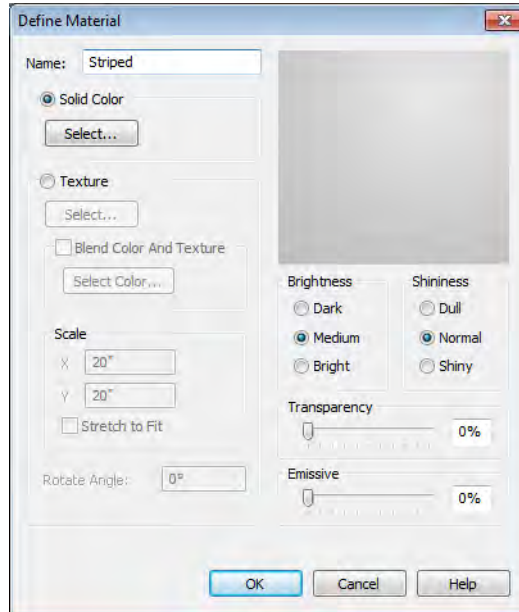 Define Material
Name: Striped
Solid Color
Select...
Texture
Select...
Blend Color And Texture
Select Color...
Scale
X 20"
Y 20"
Stretch to Fit
Rotate Angle: 0°
Brightness
Dark
Medium
Bright
Shininess
Dull
Normal
Shiny
Transparency
0%
Emissive
0%
OK Cancel Help